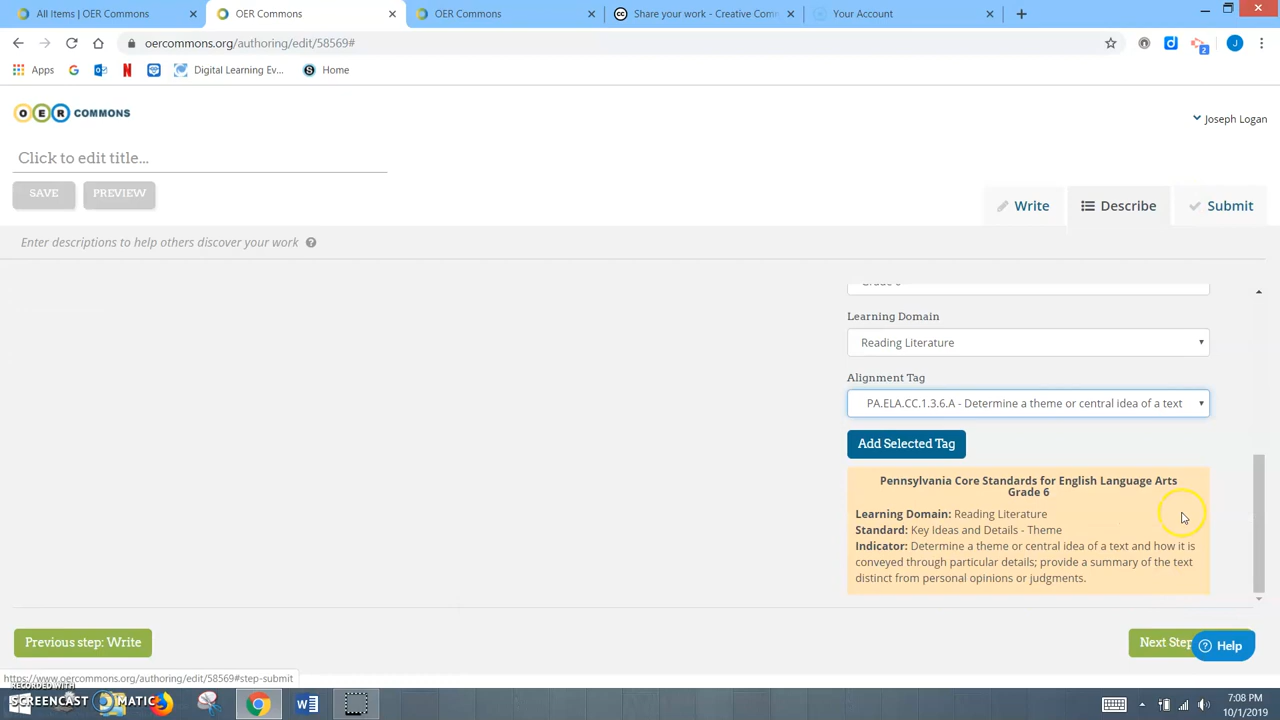 All Items | OER Commons
OER Commons
OER Commons
Share your work - Creative Com
Your Account
oercommons.org/authoring/edit/58569#
2
J
Apps
Digital Learning Ev...
Home
OER COMMONS
Joseph Logan
Click to edit title...
SAVE
PREVIEW
Write
Describe
Submit
Enter descriptions to help others discover your work
Learning Domain
Reading Literature
Alignment Tag
PA.ELA.CC.1.3.6.A - Determine a theme or central idea of a text
Add Selected Tag
Pennsylvania Core Standards for English Language Arts
Grade 6
Learning Domain: Reading Literature
Standard: Key Ideas and Details - Theme
Indicator: Determine a theme or central idea of a text and how it is
conveyed through particular details; provide a summary of the text
distinct from personal opinions or judgments.
Previous step: Write
Next Step
Help
https://www.oercommons.org/authoring/edit/58569#step-submit
RECORDED WITH
SCREENCAST MATIC
7:08 PM
10/1/2019